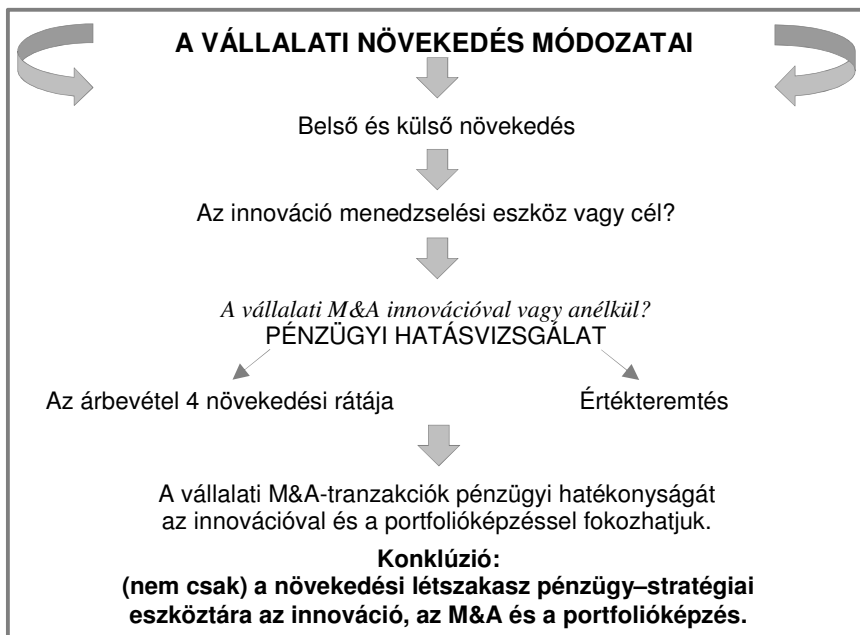 A VÁLLALATI NÖVEKEDÉS MÓDOZATAI
Belső és külső növekedés
Az innováció menedzselési eszköz vagy cél?
A vállalati M&A innovációval vagy anélkül?
PÉNZÜGYI HATÁSVIZSGÁLAT
Az árbevétel 4 növekedési rátája
Értékteremtés
A vállalati M&A-tranzakciók pénzügyi hatékonyságát
az innovációval és a portfolióképzéssel fokozhatjuk.
Konklúzió:
(nem csak) a növekedési létszakasz pénzügy–stratégiai
eszköztára az innováció, az M&A és a portfolióképzés.